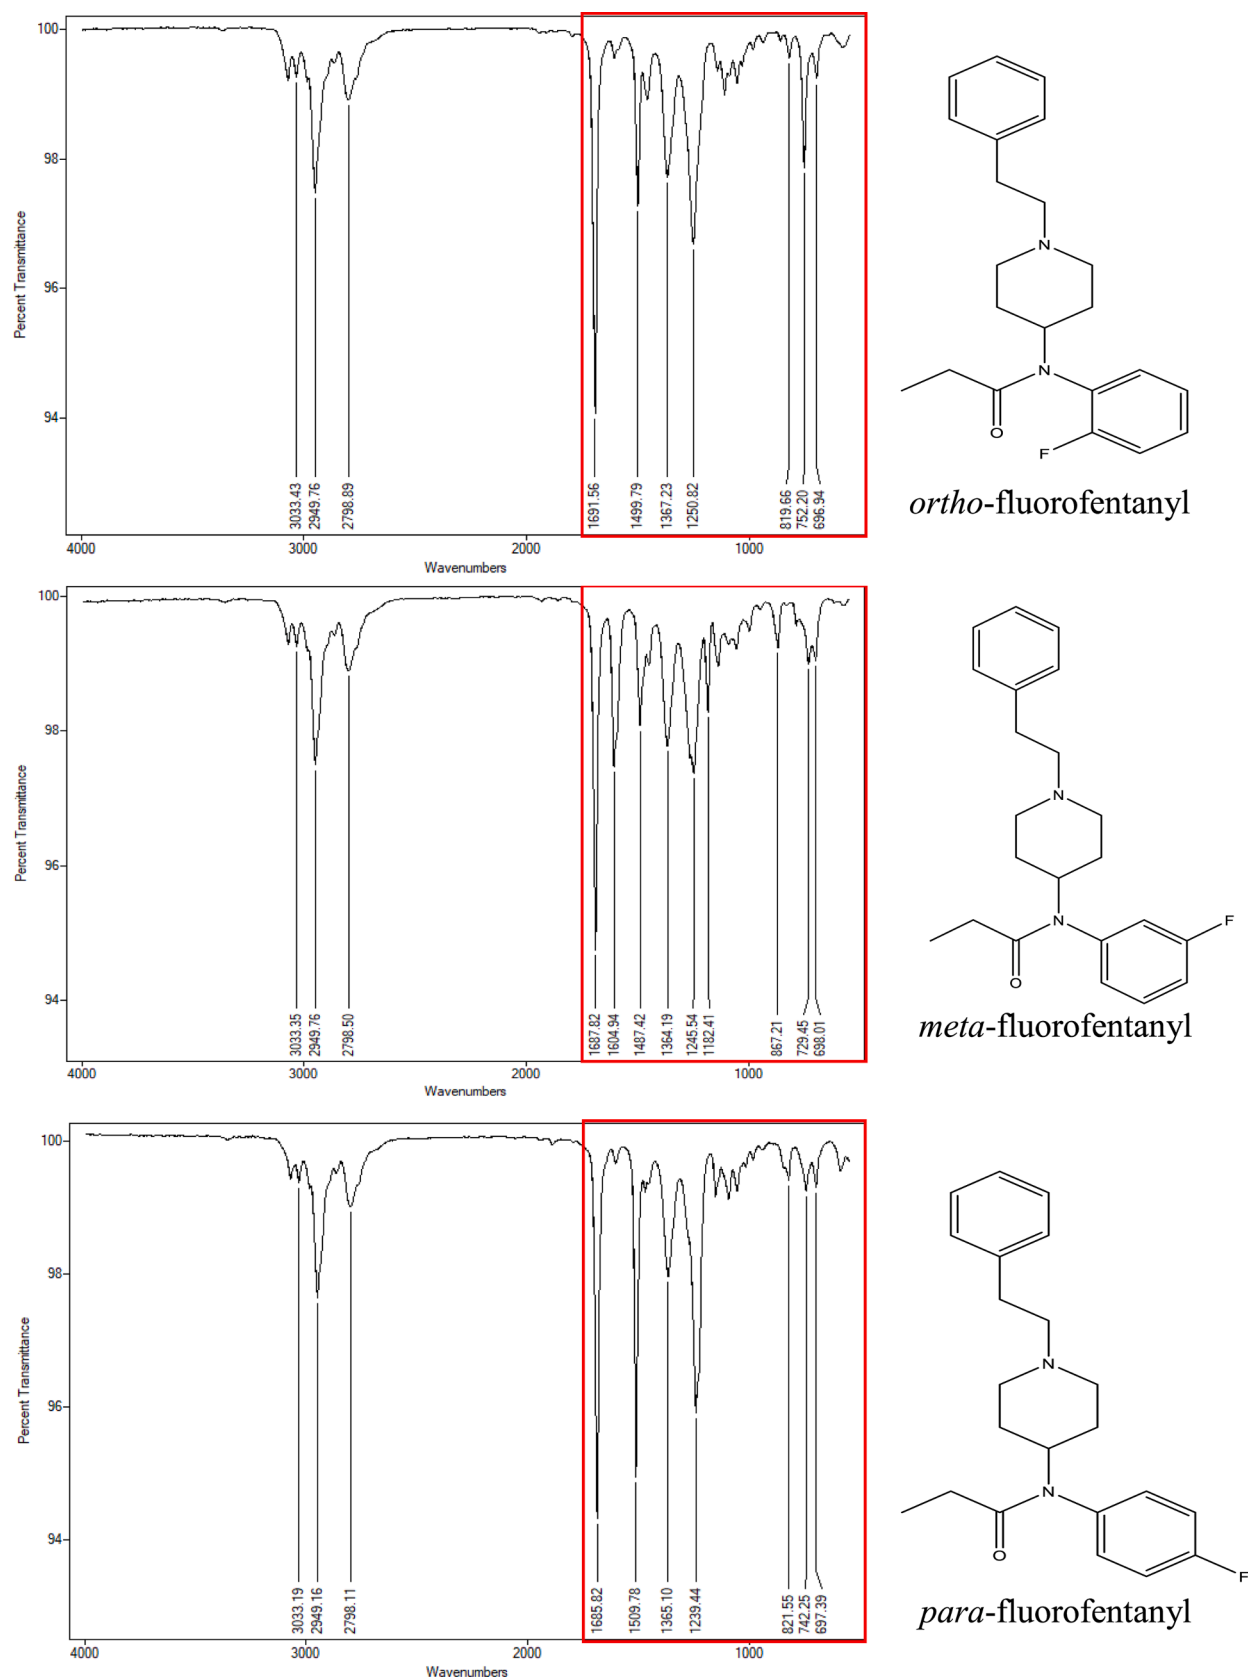 100
98
96
94
Percent Transmittance
3033.43
2949.76
2798.89
1691.56
1499.79
1367.23
1250.82
819.66
752.20
696.94
4000
3000
2000
1000
Wavenumbers
N
N
O
F
ortho-fluorofentanyl
100
98
96
94
Percent Transmittance
3033.35
2949.76
2798.50
1687.82
1604.94
1487.42
1364.19
1245.54
1182.41
867.21
729.45
698.01
4000
3000
2000
1000
Wavenumbers
N
N
F
O
meta-fluorofentanyl
100
98
96
94
Percent Transmittance
3033.19
2949.16
2798.11
1685.82
1509.78
1365.10
1239.44
821.55
742.25
697.39
4000
3000
2000
1000
Wavenumbers
N
N
O
F
para-fluorofentanyl